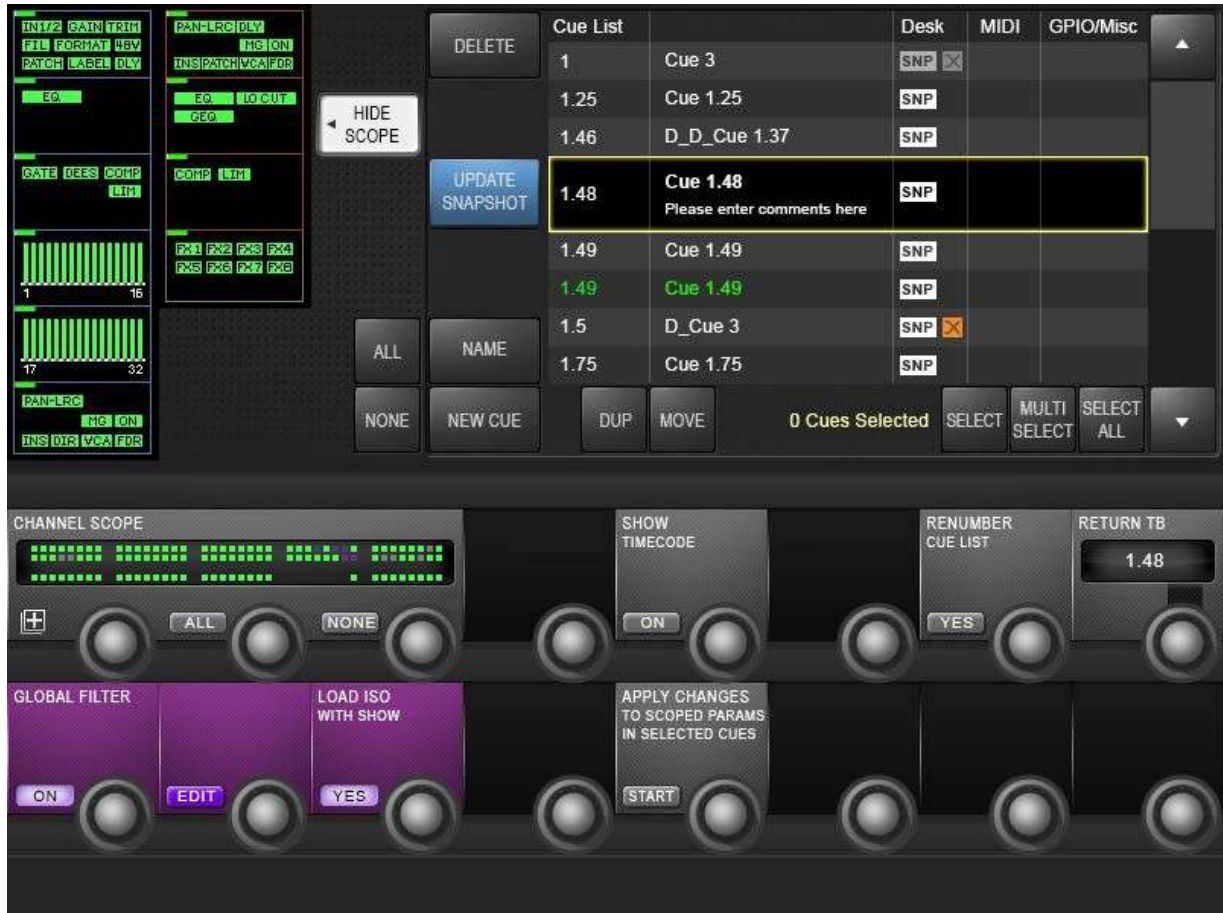 IN1/2 GAIN TRIM
FIL FORMAT 48V
PATCH LABEL DLY
EQ
GATE DEES COMP
LIM
1 16
17 32
PAN-LRC
MG ON
INS DIR VCA FDR
PAN-LRC DLY
MG ON
INS PATCH VCA FDR
EQ LO CUT
GEQ
COMP LIM
FX1 FX2 FX3 FX4
FX5 FX6 FX7 FX8
HIDE
SCOPE
ALL
NONE
DELETE
UPDATE
SNAPSHOT
NAME
NEW CUE
Cue List Desk MIDI GPIO/Misc
1 Cue 3 SNP
1.25 Cue 1.25 SNP
1.46 D_D_Cue 1.37 SNP
1.48 Cue 1.48 SNP
Please enter comments here
1.49 Cue 1.49 SNP
1.49 Cue 1.49 SNP
1.5 D_Cue 3 SNP
1.75 Cue 1.75 SNP
DUP
MOVE
0 Cues Selected
SELECT
MULTI
SELECT
SELECT
ALL
CHANNEL SCOPE
ALL
NONE
SHOW
TIMECODE
ON
RENUMBER
CUE LIST
YES
RETURN TB
1.48
GLOBAL FILTER
ON
EDIT
LOAD ISO
WITH SHOW
YES
APPLY CHANGES
TO SCOPED PARAMS
IN SELECTED CUES
START